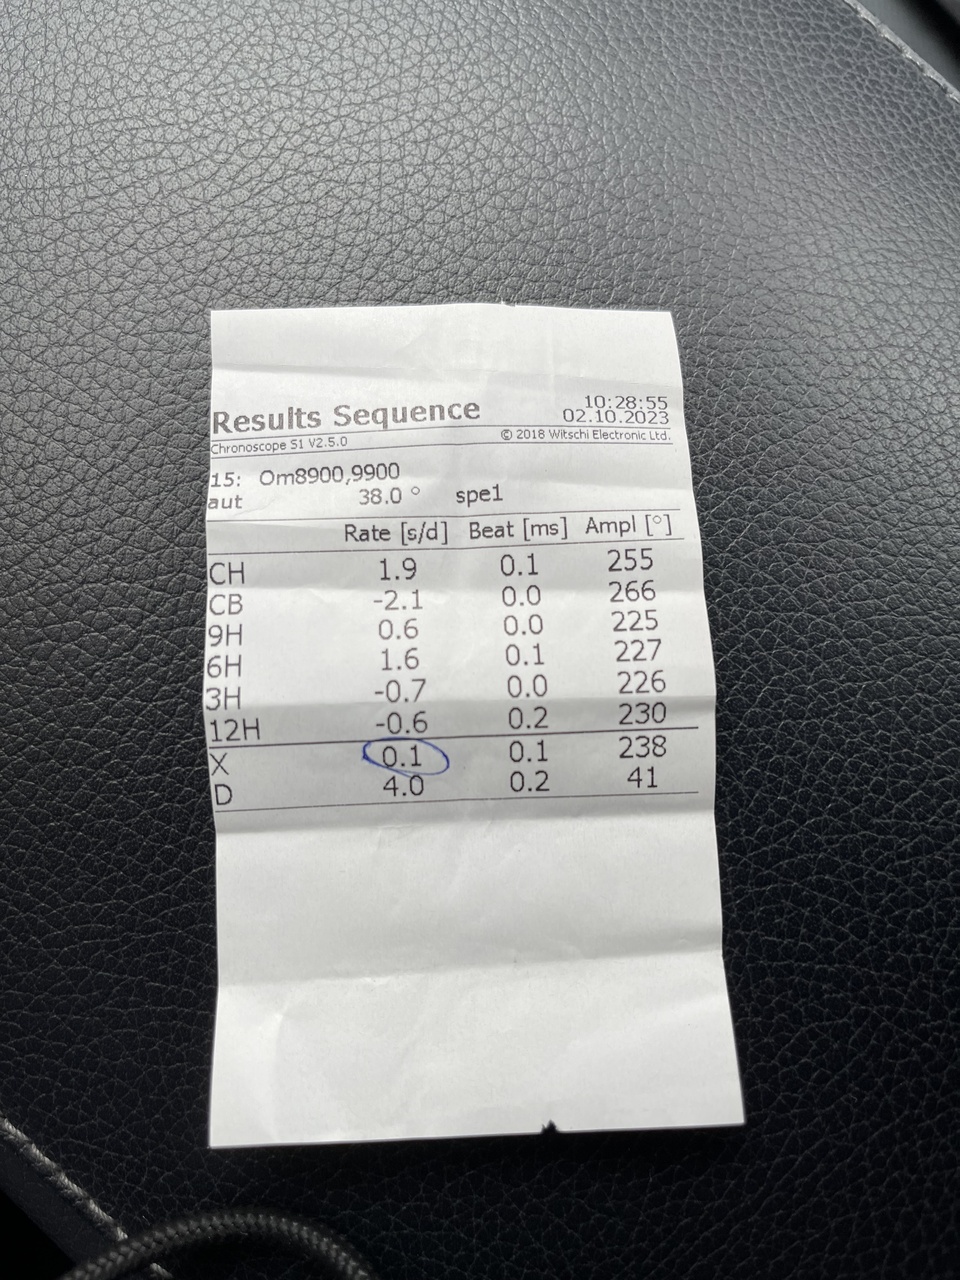 Results Sequence 10:28:55
02.10.2023
Chronoscope S1 V2.5.0 © 2018 Witschi Electronic Ltd.
15: Om8900,9900
aut 38.0 ° spe1
Rate [s/d] Beat [ms] Ampl [°]
CH 1.9 0.1 255
CB -2.1 0.0 266
9H 0.6 0.0 225
6H 1.6 0.1 227
3H -0.7 0.0 226
12H -0.6 0.2 230
X 0.1 0.1 238
D 4.0 0.2 41